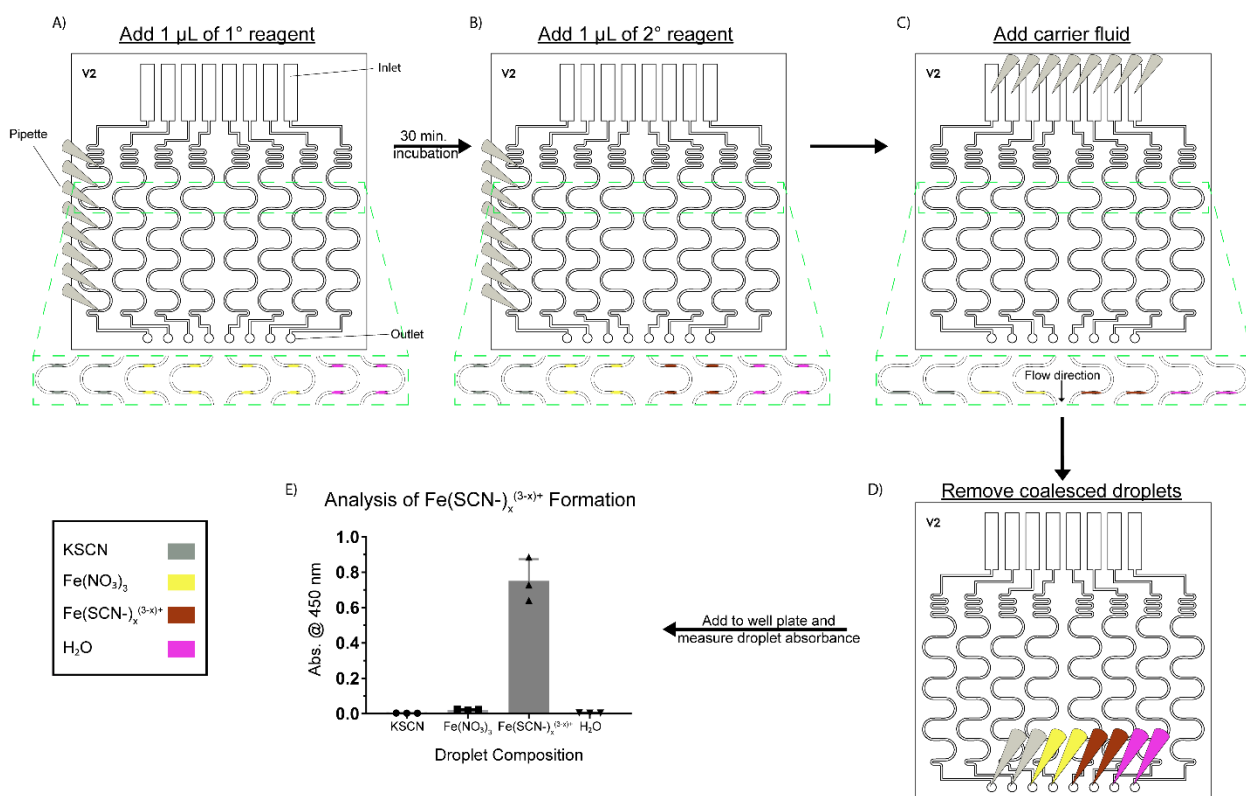 A)
Add 1 µL of 1° reagent
V2
Inlet
Pipette
Outlet
30 min.
incubation
B)
Add 1 µL of 2° reagent
V2
C)
Add carrier fluid
V2
Flow direction
D)
Remove coalesced droplets
V2
Add to well plate and
measure droplet absorbance
E)
Analysis of Fe(SCN-)x(3-x)+ Formation
Abs. @ 450 nm
1.0
0.8
0.6
0.4
0.2
0.0
KSCN Fe(NO3)3 Fe(SCN-)x(3-x)+ H2O
Droplet Composition
KSCN
Fe(NO3)3
Fe(SCN-)x(3-x)+
H2O